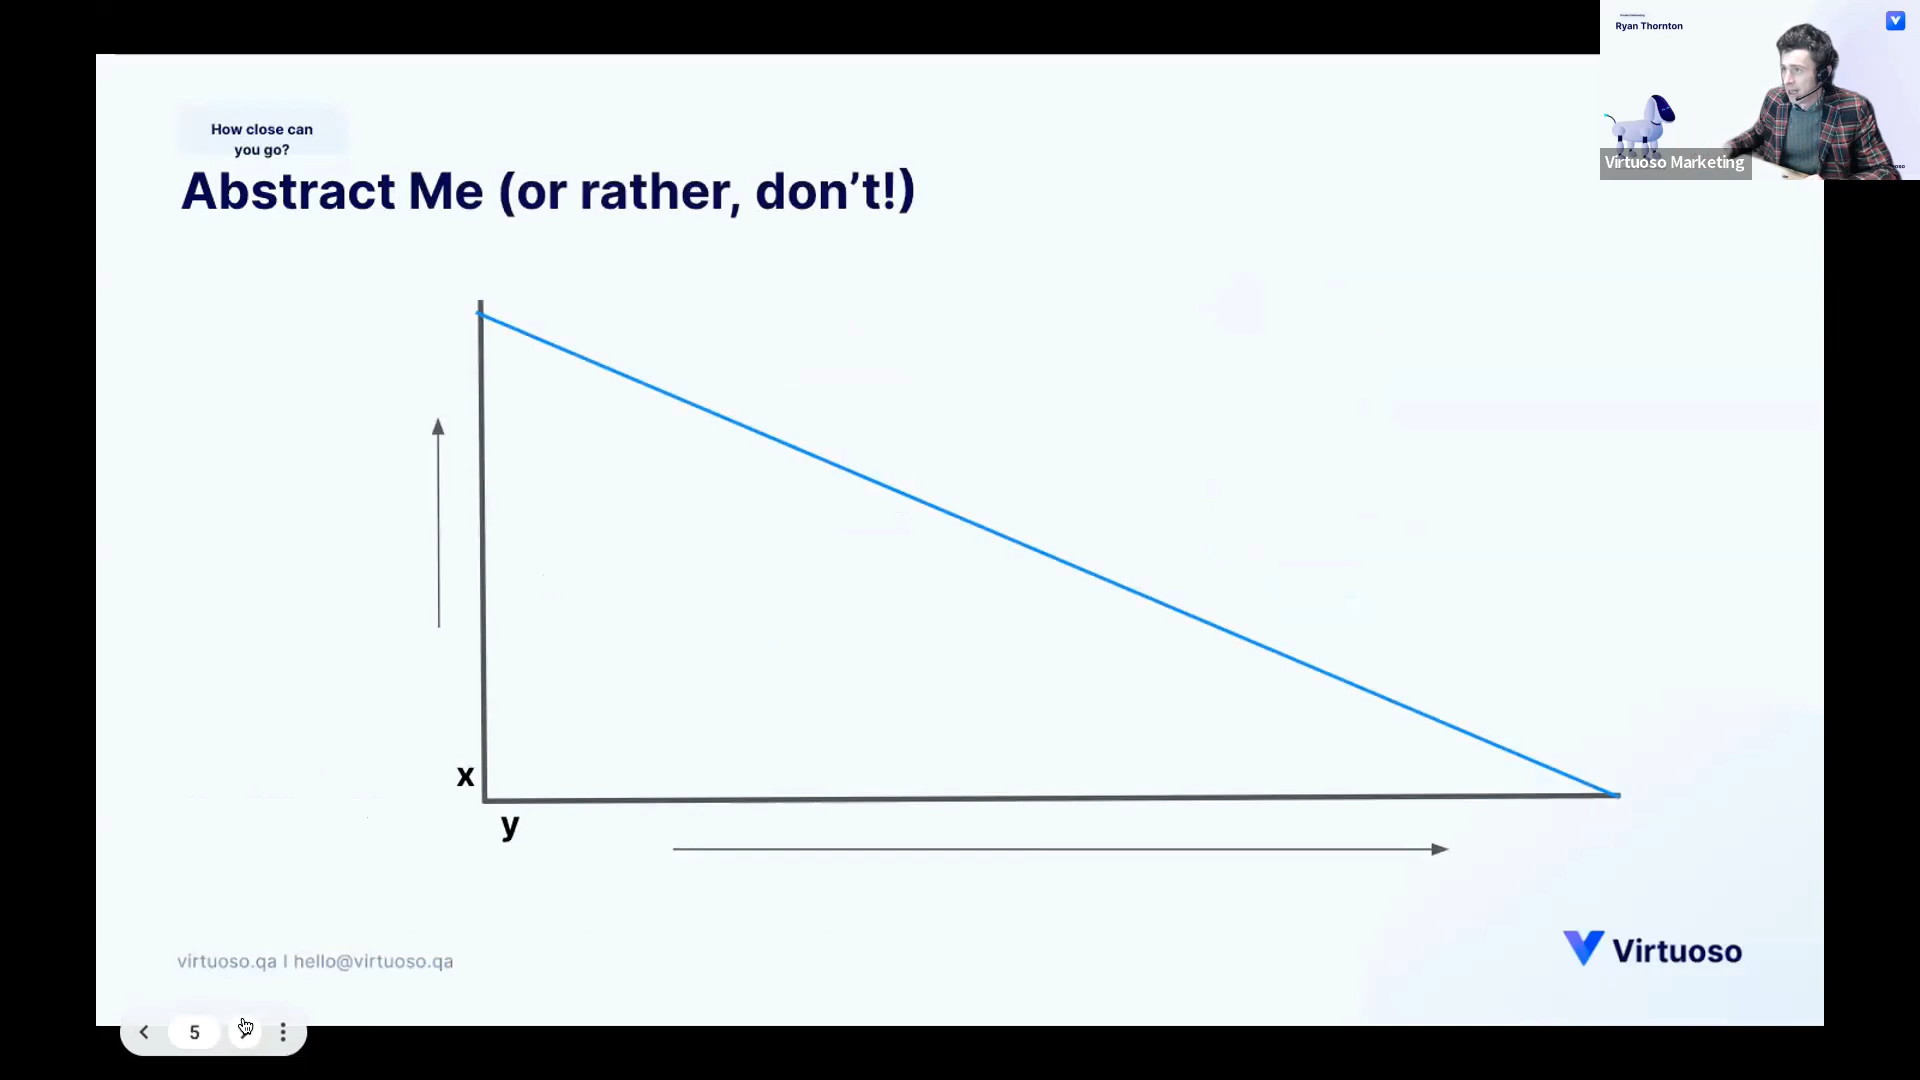 Ryan Thornton
Virtuoso Marketing
How close can
you go?
Abstract Me (or rather, don’t!)
x
y
virtuoso.qa I hello@virtuoso.qa
Virtuoso
5